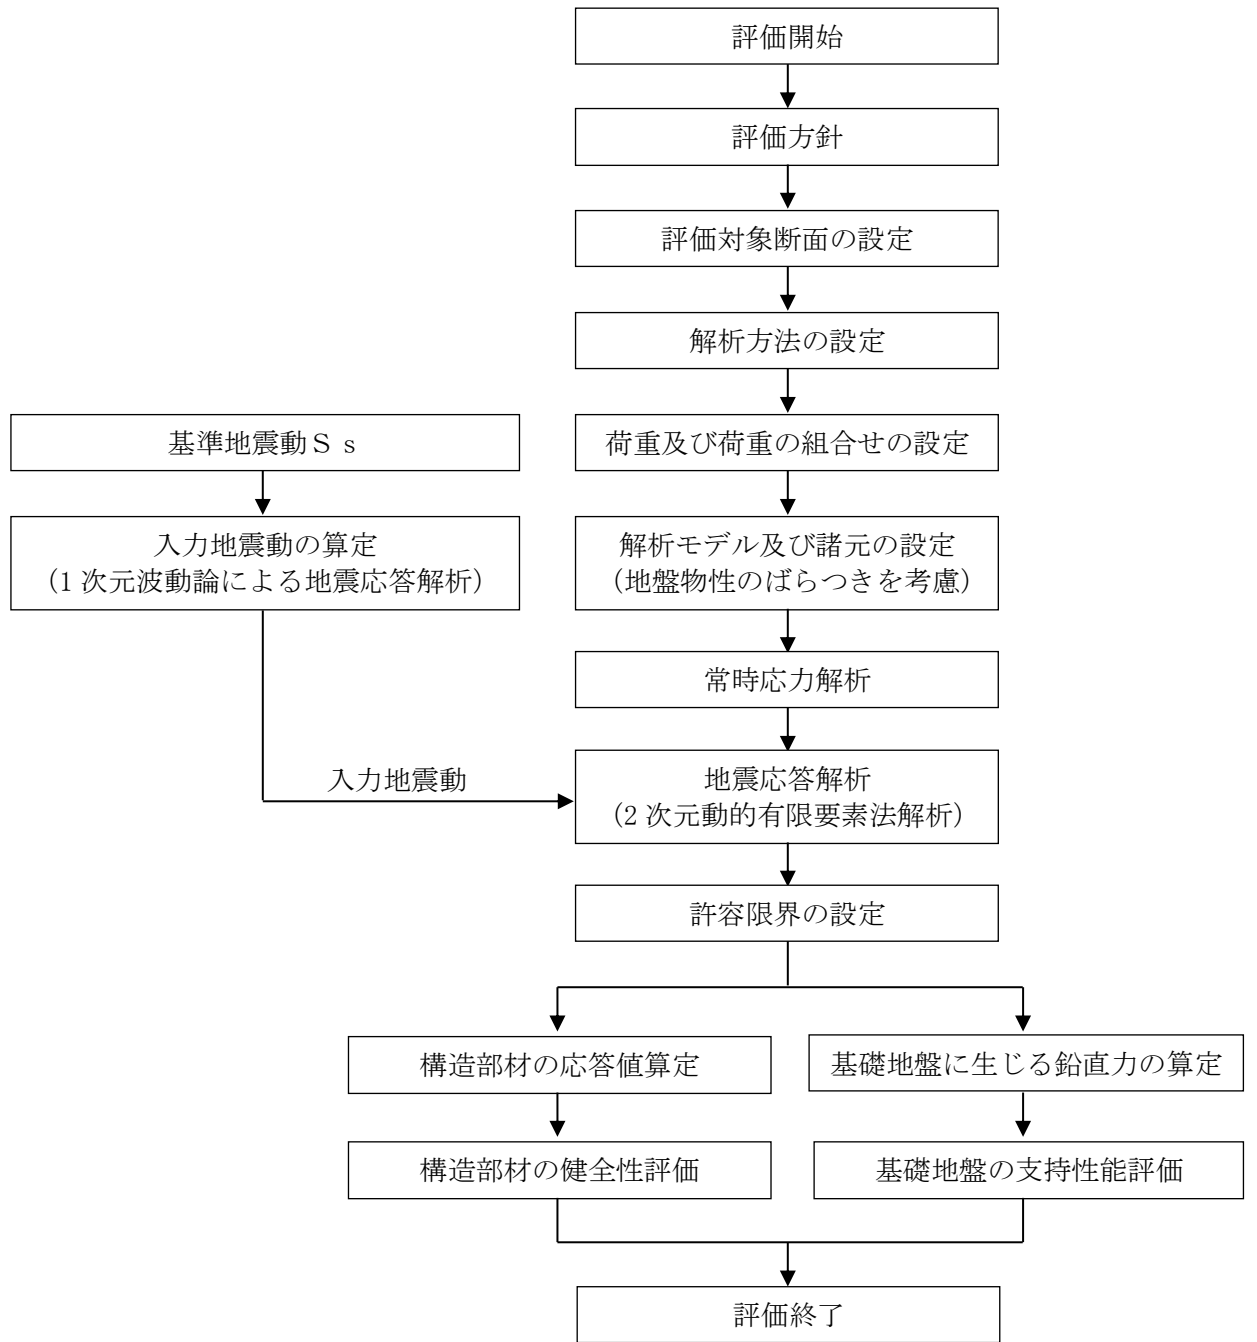 評価開始
評価方針
評価対象断面の設定
解析方法の設定
基準地震動Ｓｓ
荷重及び荷重の組合せの設定
入力地震動の算定
（1 次元波動論による地震応答解析）
解析モデル及び諸元の設定
（地盤物性のばらつきを考慮）
常時応力解析
入力地震動
地震応答解析
（2 次元動的有限要素法解析）
許容限界の設定
構造部材の応答値算定
基礎地盤に生じる鉛直力の算定
構造部材の健全性評価
基礎地盤の支持性能評価
評価終了